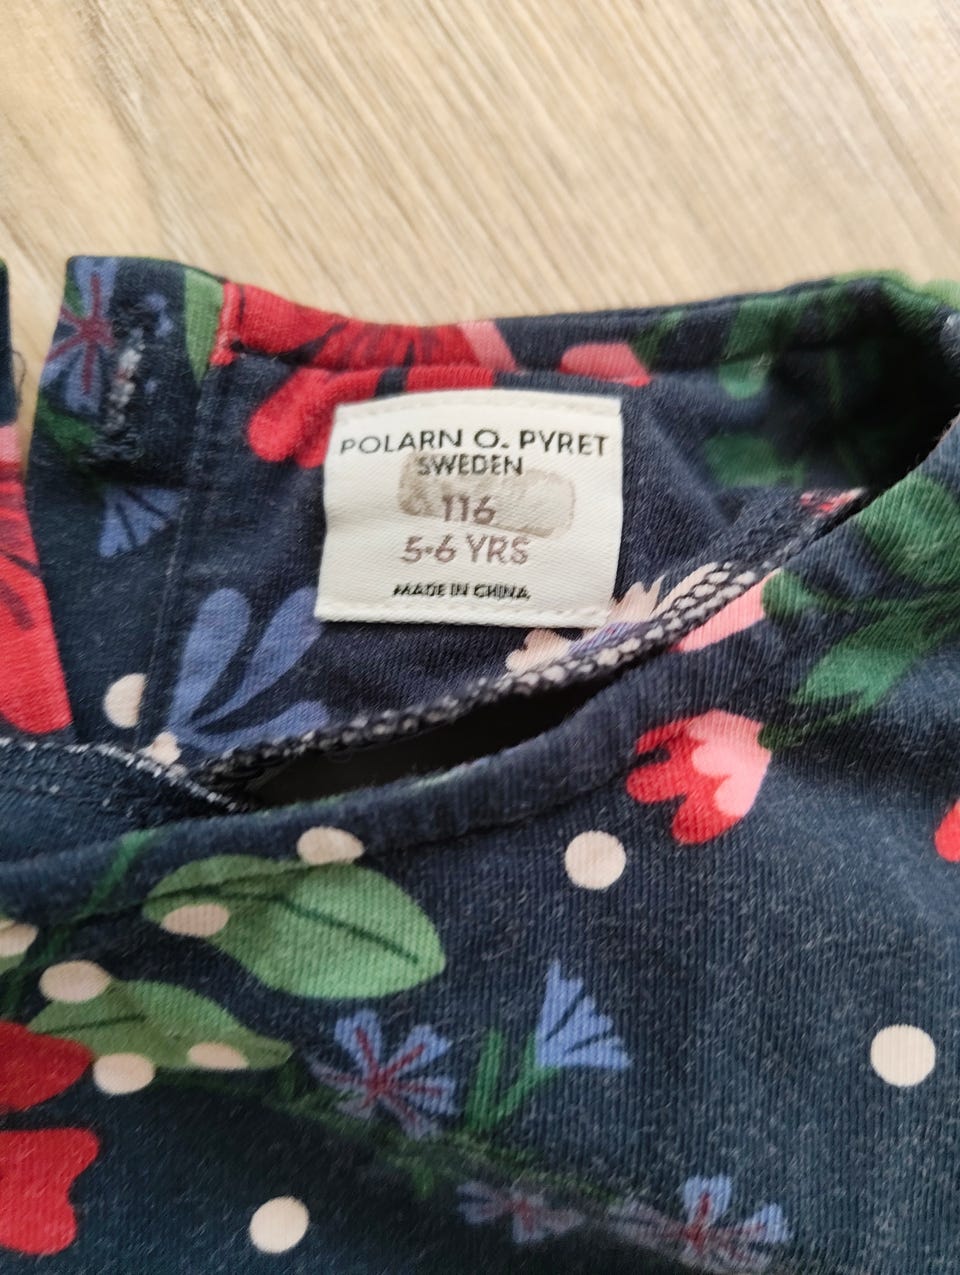 POLARN O. PYRET
SWEDEN
116
5-6 YRS
MADE IN CHINA